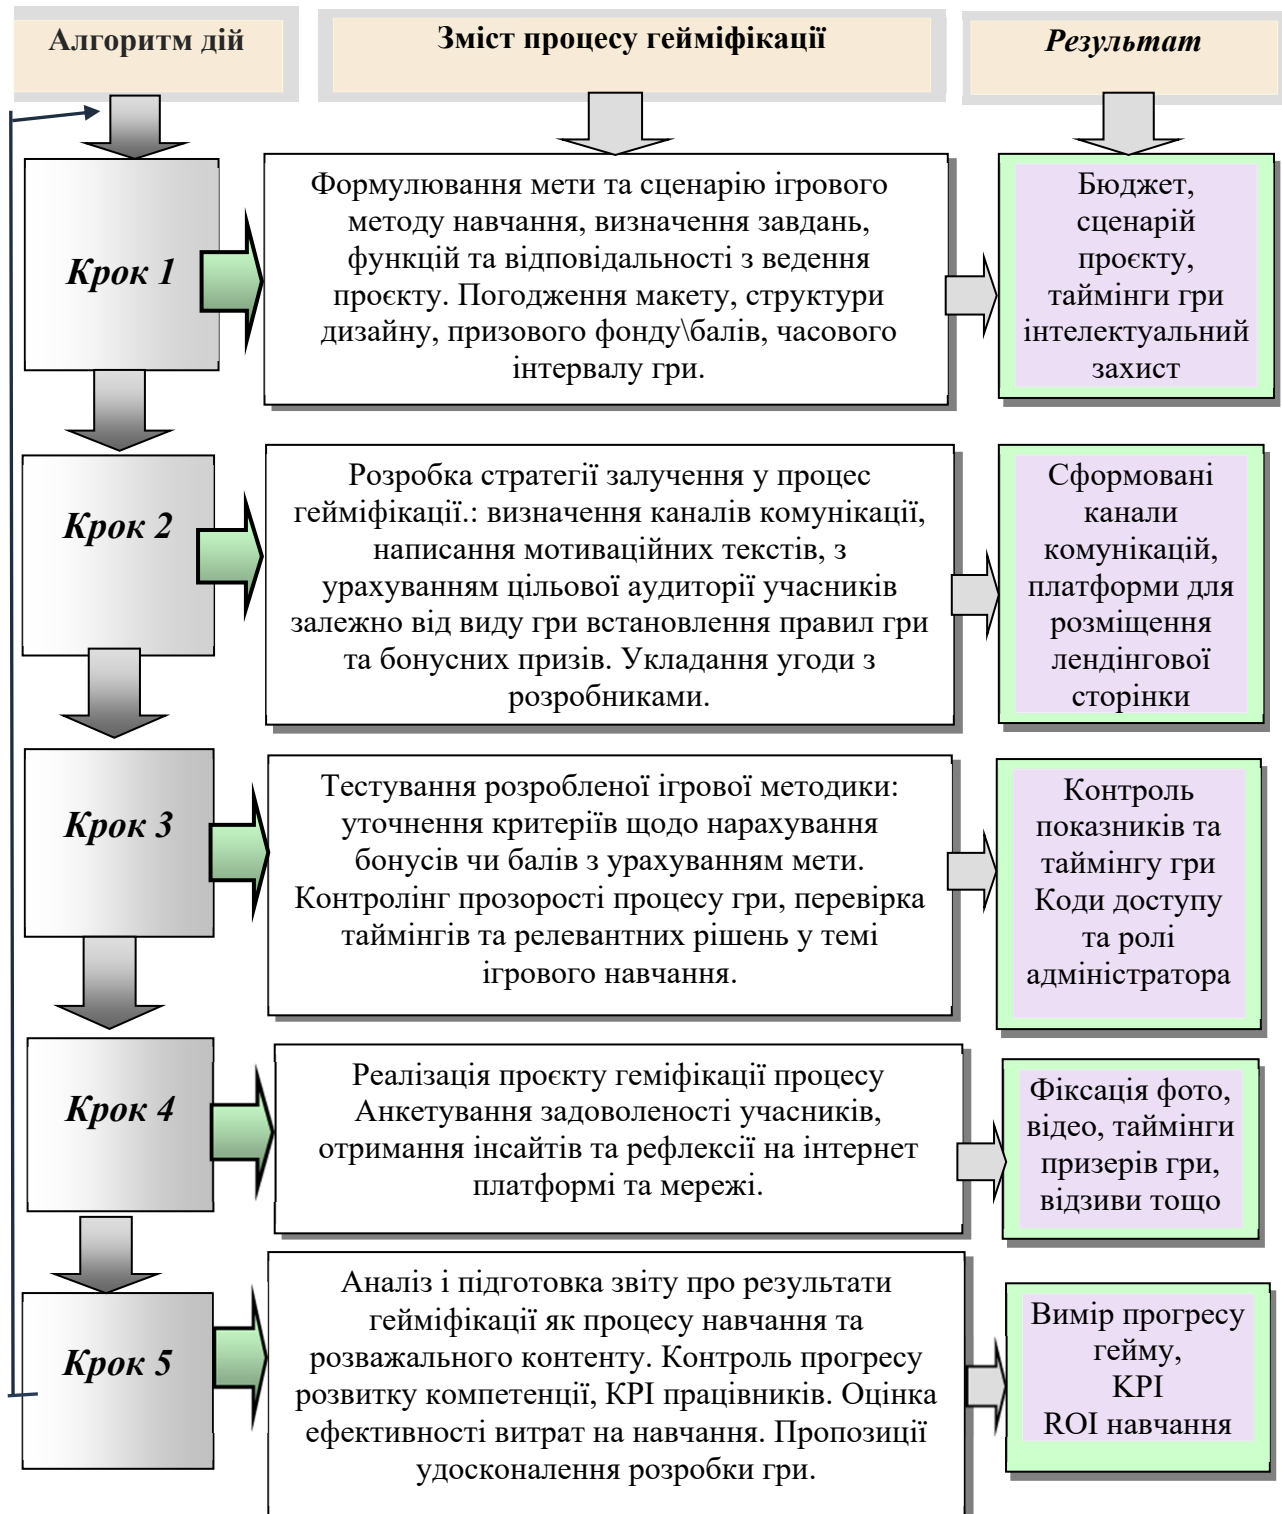 Алгоритм дій
Зміст процесу гейміфікації
Результат
Крок 1
Формулювання мети та сценарію ігрового
методу навчання, визначення завдань,
функцій та відповідальності з ведення
проєкту. Погодження макету, структури
дизайну, призового фонду\балів, часового
інтервалу гри.
Бюджет,
сценарій
проєкту,
таймінги гри
інтелектуальний
захист
Крок 2
Розробка стратегії залучення у процес
гейміфікації.: визначення каналів комунікації,
написання мотиваційних текстів, з
урахуванням цільової аудиторії учасників
залежно від виду гри встановлення правил гри
та бонусних призів. Укладання угоди з
розробниками.
Сформовані
канали
комунікацій,
платформи для
розміщення
лендінгової
сторінки
Крок 3
Тестування розробленої ігрової методики:
уточнення критеріїв щодо нарахування
бонусів чи балів з урахуванням мети.
Контролінг прозорості процесу гри, перевірка
таймінгів та релевантних рішень у темі
ігрового навчання.
Контроль
показників та
таймінгу гри
Коди доступу
та ролі
адміністратора
Крок 4
Реалізація проєкту геміфікації процесу
Анкетування задоволеності учасників,
отримання інсайтів та рефлексії на інтернет
платформі та мережі.
Фіксація фото,
відео, таймінги
призерів гри,
відзиви тощо
Крок 5
Аналіз і підготовка звіту про результати
гейміфікації як процесу навчання та
розважального контенту. Контроль прогресу
розвитку компетенції, КРІ працівників. Оцінка
ефективності витрат на навчання. Пропозиції
удосконалення розробки гри.
Вимір прогресу
гейму,
KPI
ROI навчання